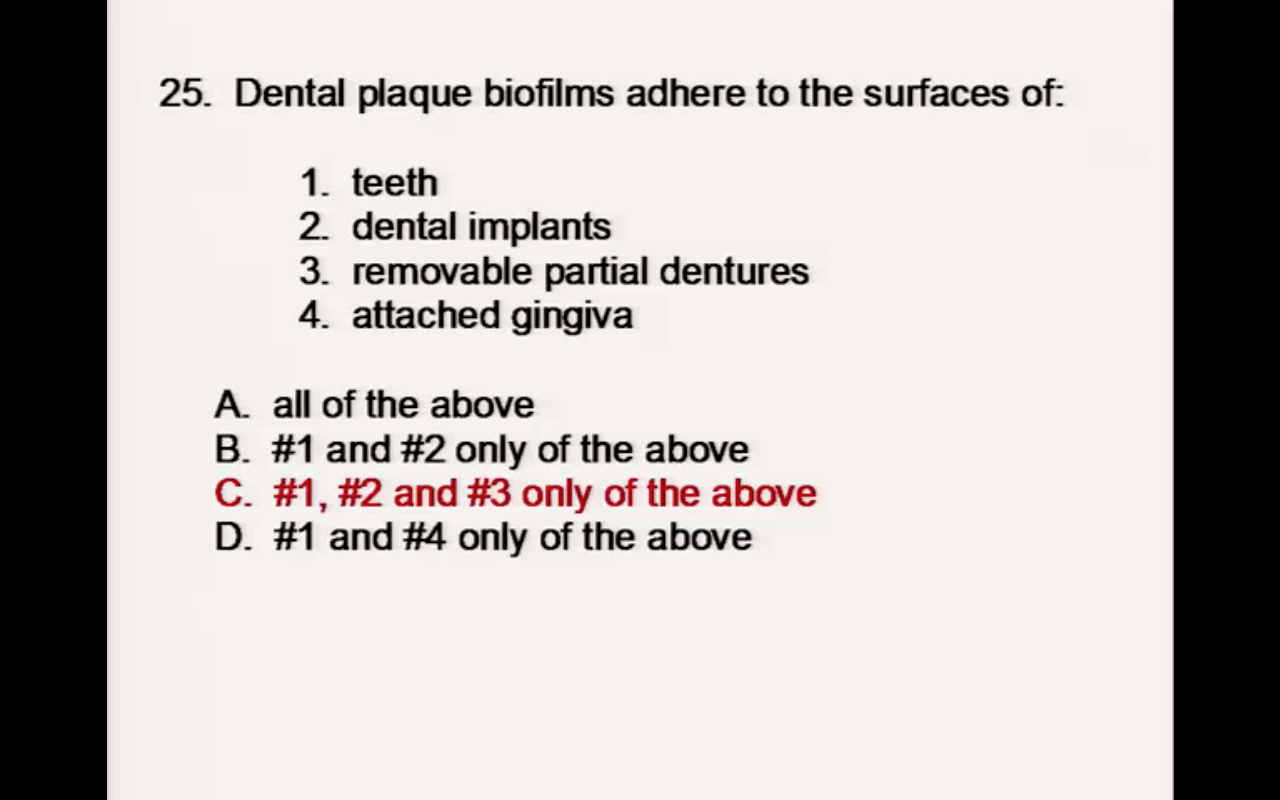 25. Dental plaque biofilms adhere to the surfaces of:
1. teeth
2. dental implants
3. removable partial dentures
4. attached gingiva
A. all of the above
B. #1 and #2 only of the above
C. #1, #2 and #3 only of the above
D. #1 and #4 only of the above